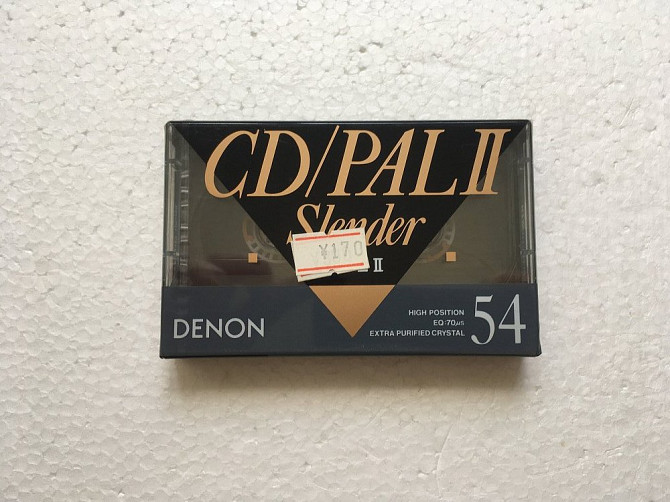 CD/PAL II
Slender
¥170
II
DENON
HIGH POSITION
EQ:70μs
EXTRA PURIFIED CRYSTAL
54